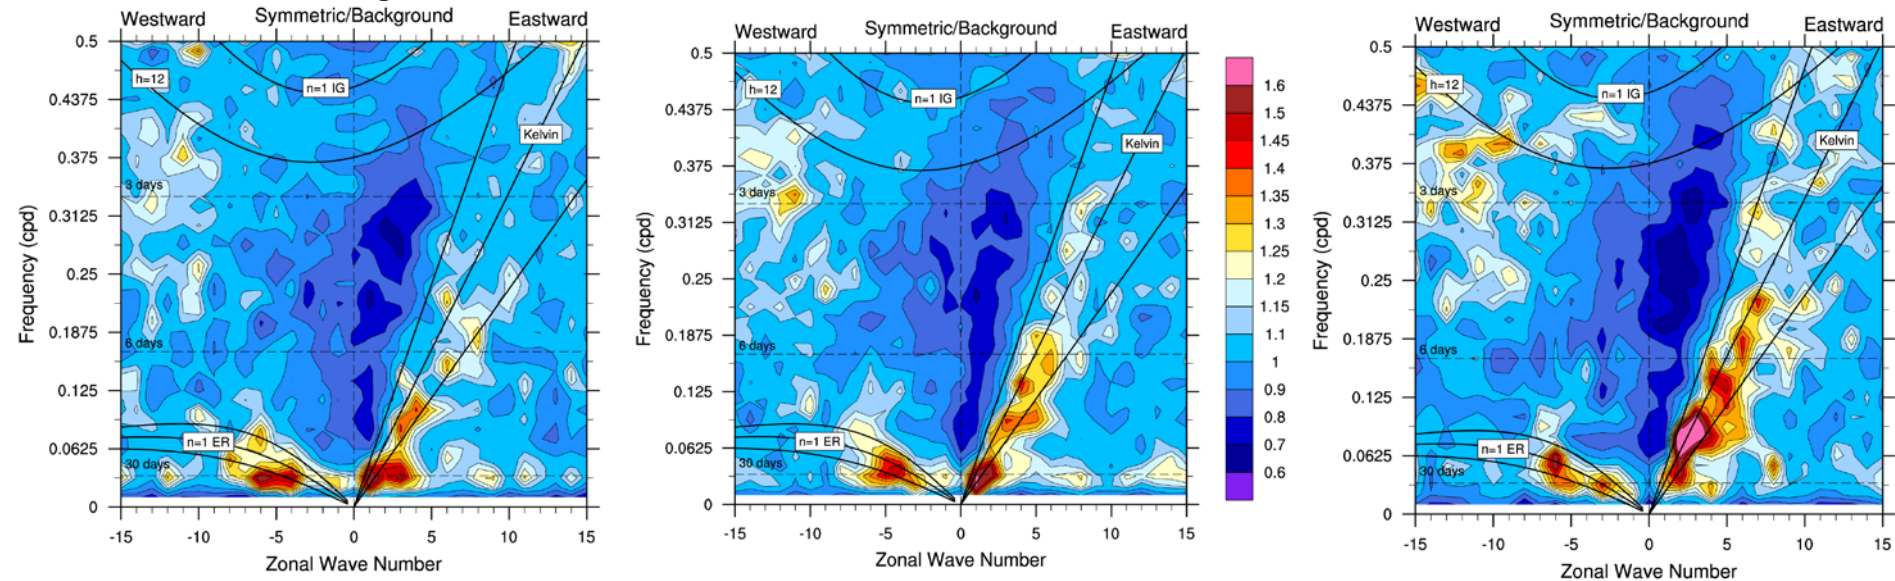 Westward Symmetric/Background Eastward
0.5
0.4375
0.375
0.3125
0.25
0.1875
0.125
0.0625
0
Frequency (cpd)
h=12
n=1 IG
Kelvin
3 days
6 days
n=1 ER
30 days
-15 -10 -5 0 5 10 15
Zonal Wave Number
Westward Symmetric/Background Eastward
0.5
0.4375
0.375
0.3125
0.25
0.1875
0.125
0.0625
0
Frequency (cpd)
h=12
n=1 IG
Kelvin
3 days
6 days
n=1 ER
30 days
-15 -10 -5 0 5 10 15
Zonal Wave Number
1.6
1.5
1.45
1.4
1.35
1.3
1.25
1.2
1.15
1.1
1
0.9
0.8
0.7
0.6
Westward Symmetric/Background Eastward
0.5
0.4375
0.375
0.3125
0.25
0.1875
0.125
0.0625
0
Frequency (cpd)
h=12
n=1 IG
Kelvin
3 days
6 days
n=1 ER
30 days
-15 -10 -5 0 5 10 15
Zonal Wave Number